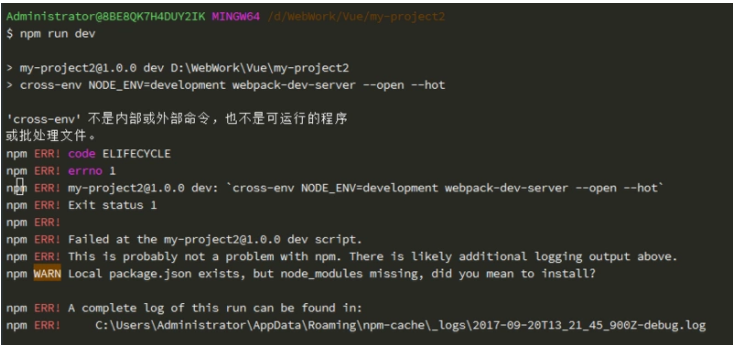 Administrator@8BE8QK7H4DUY2IK MINGW64 /d/WebWork/Vue/my-project2
$ npm run dev
> my-project2@1.0.0 dev D:\WebWork\Vue\my-project2
> cross-env NODE_ENV=development webpack-dev-server --open --hot
'cross-env' 不是内部或外部命令，也不是可运行的程序
或批处理文件。
npm ERR! code ELIFECYCLE
npm ERR! errno 1
npm ERR! my-project2@1.0.0 dev: `cross-env NODE_ENV=development webpack-dev-server --open --hot`
npm ERR! Exit status 1
npm ERR!
npm ERR! Failed at the my-project2@1.0.0 dev script.
npm ERR! This is probably not a problem with npm. There is likely additional logging output above.
npm WARN Local package.json exists, but node_modules missing, did you mean to install?
npm ERR! A complete log of this run can be found in:
npm ERR!     C:\Users\Administrator\AppData\Roaming\npm-cache\_logs\2017-09-20T13_21_45_900Z-debug.log